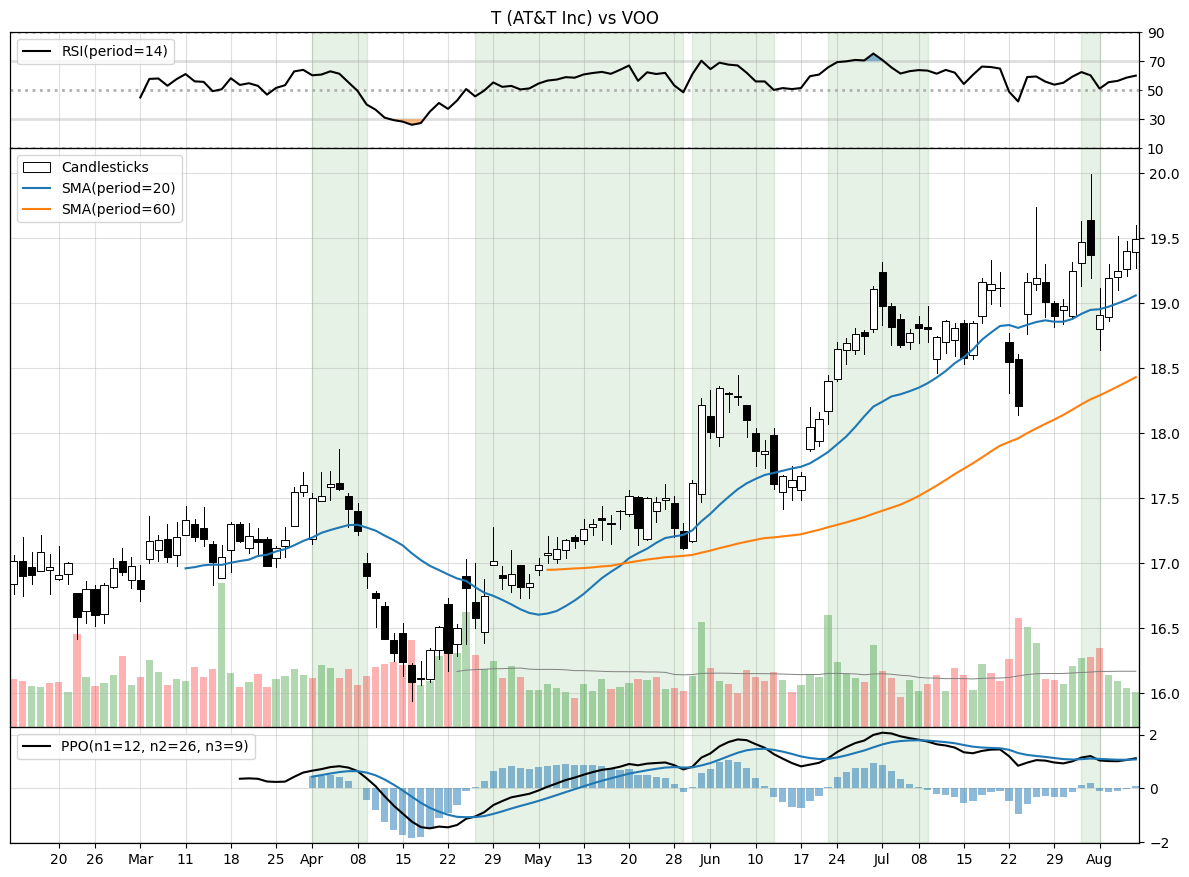 T (AT&T Inc) vs VOO
RSI(period=14)
90
70
50
30
10
Candlesticks
SMA(period=20)
SMA(period=60)
20.0
19.5
19.0
18.5
18.0
17.5
17.0
16.5
16.0
PPO(n1=12, n2=26, n3=9)
2
0
−2
20 26 Mar 11 18 25 Apr 08 15 22 29 May 13 20 28 Jun 10 17 24 Jul 08 15 22 29 Aug